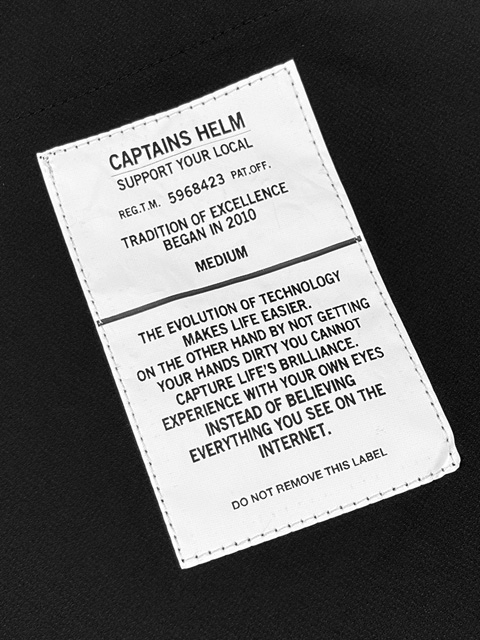 CAPTAINS HELM
SUPPORT YOUR LOCAL
REG.T.M. 5968423 PAT.OFF.
TRADITION OF EXCELLENCE
BEGAN IN 2010
MEDIUM
THE EVOLUTION OF TECHNOLOGY
MAKES LIFE EASIER.
ON THE OTHER HAND BY NOT GETTING
YOUR HANDS DIRTY YOU CANNOT
CAPTURE LIFE'S BRILLIANCE.
EXPERIENCE WITH YOUR OWN EYES
INSTEAD OF BELIEVING
EVERYTHING YOU SEE ON THE
INTERNET.
DO NOT REMOVE THIS LABEL